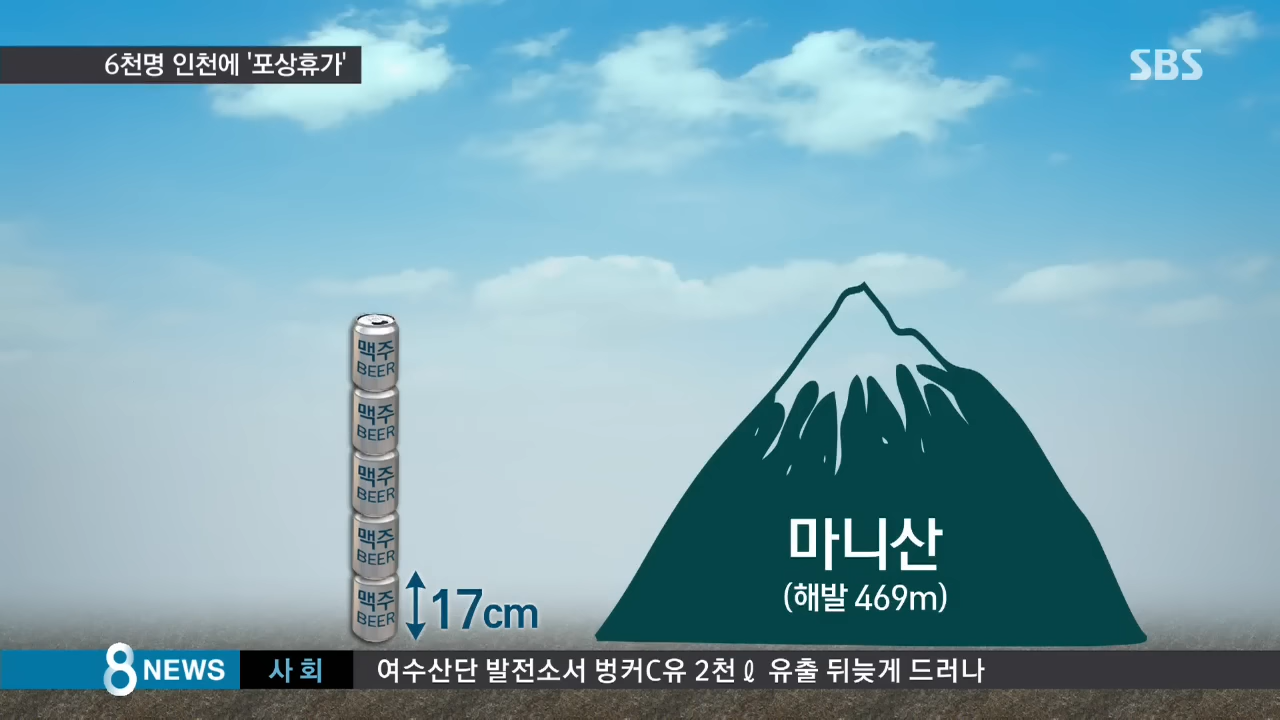 6천명 인천에 '포상휴가'
SBS
맥주
BEER
맥주
BEER
맥주
BEER
맥주
BEER
맥주
BEER
17cm
마니산
(해발 469m)
8 NEWS 사회 여수산단 발전소서 벙커C유 2천ℓ 유출 뒤늦게 드러나